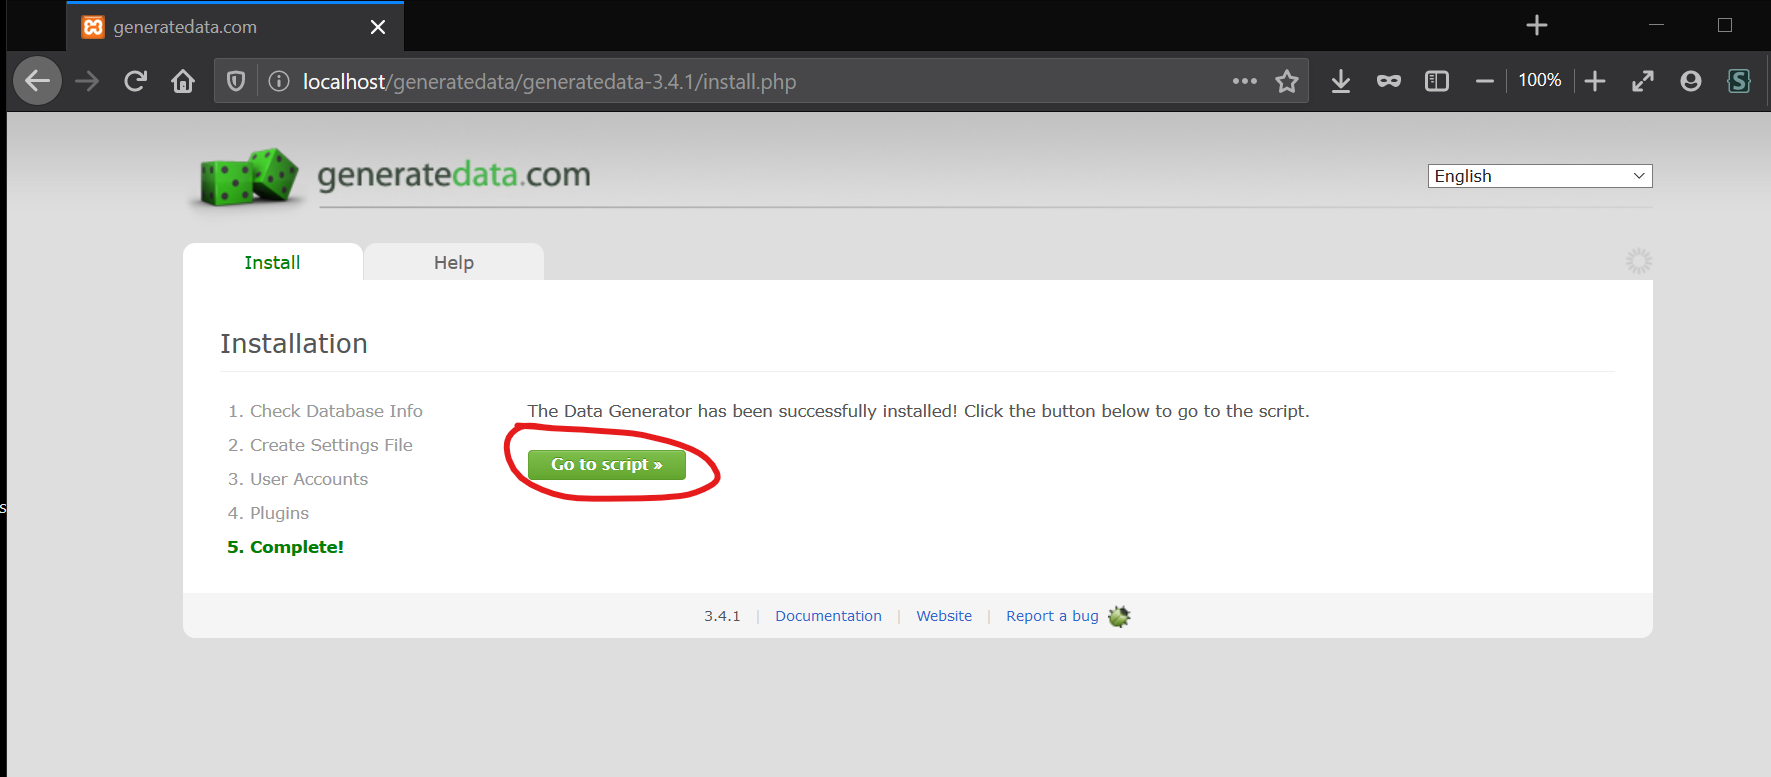 generatedata.com
localhost/generatedata/generatedata-3.4.1/install.php
100%
generatedata.com
English
Install
Help
Installation
1. Check Database Info
2. Create Settings File
3. User Accounts
4. Plugins
5. Complete!
The Data Generator has been successfully installed! Click the button below to go to the script.
Go to script »
3.4.1 | Documentation | Website | Report a bug
s